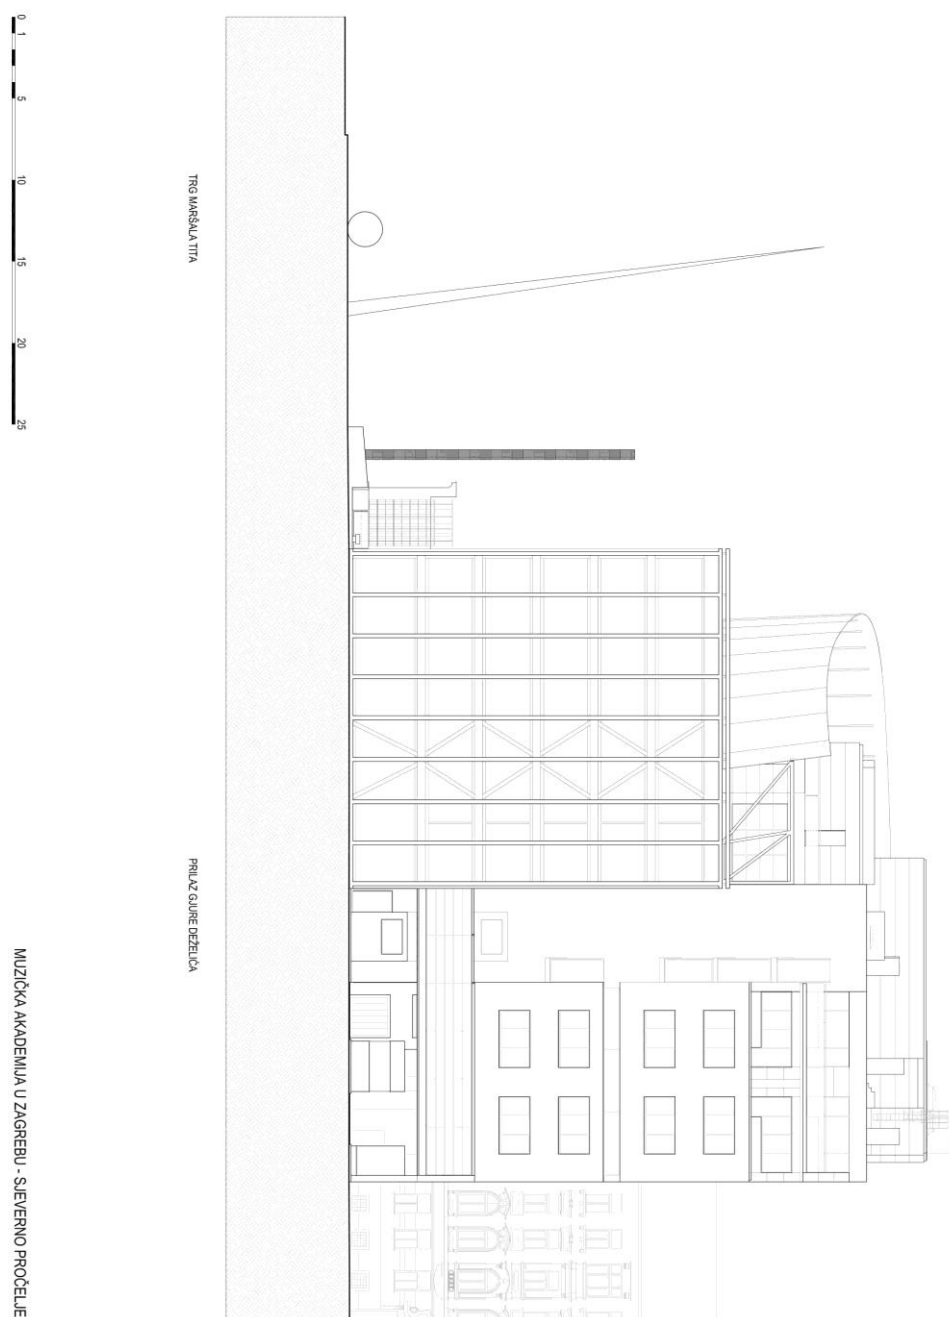 0 1 5 10 15 20 25
TRG MARŠALA TITA
PRILAZ GJURE DEŽELIĆA
MUZIČKA AKADEMIJA U ZAGREBU - SJEVERNO PROČELJE